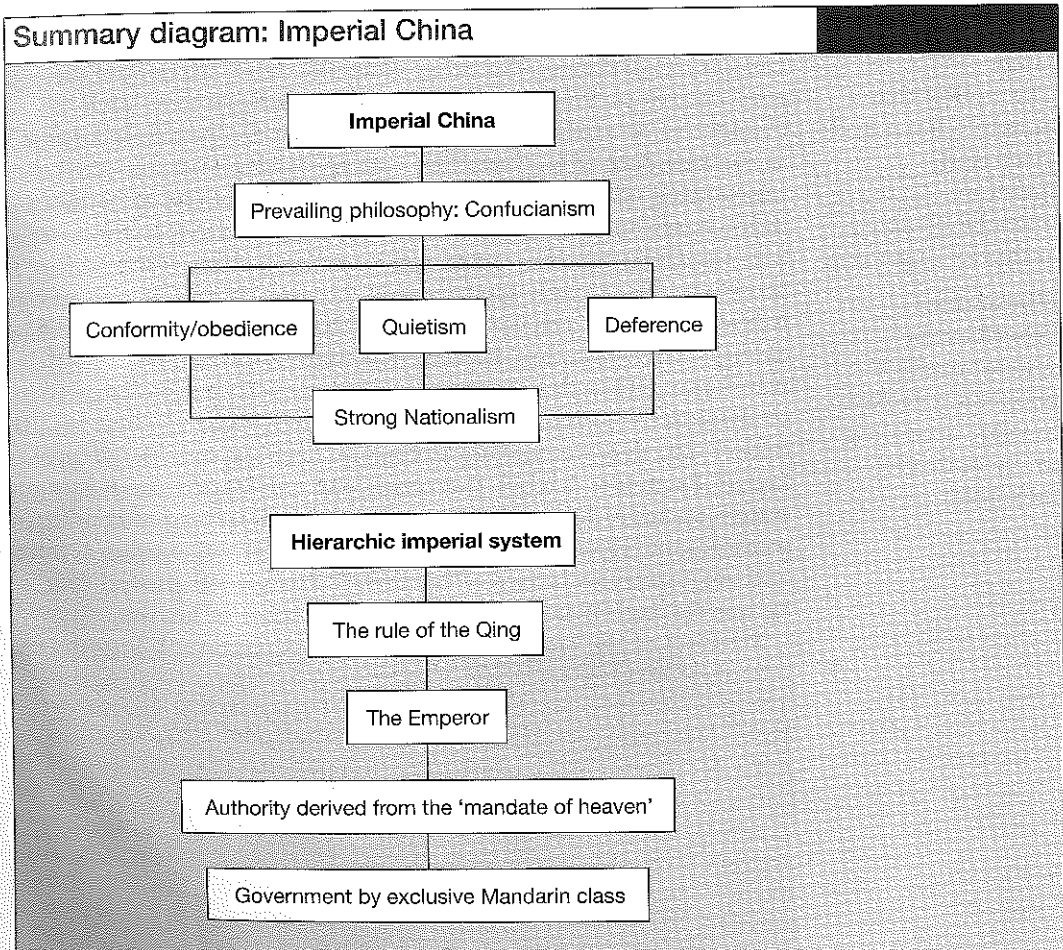 Summary diagram: Imperial China
Imperial China
Prevailing philosophy: Confucianism
Conformity/obedience
Quietism
Deference
Strong Nationalism
Hierarchic imperial system
The rule of the Qing
The Emperor
Authority derived from the ‘mandate of heaven’
Government by exclusive Mandarin class